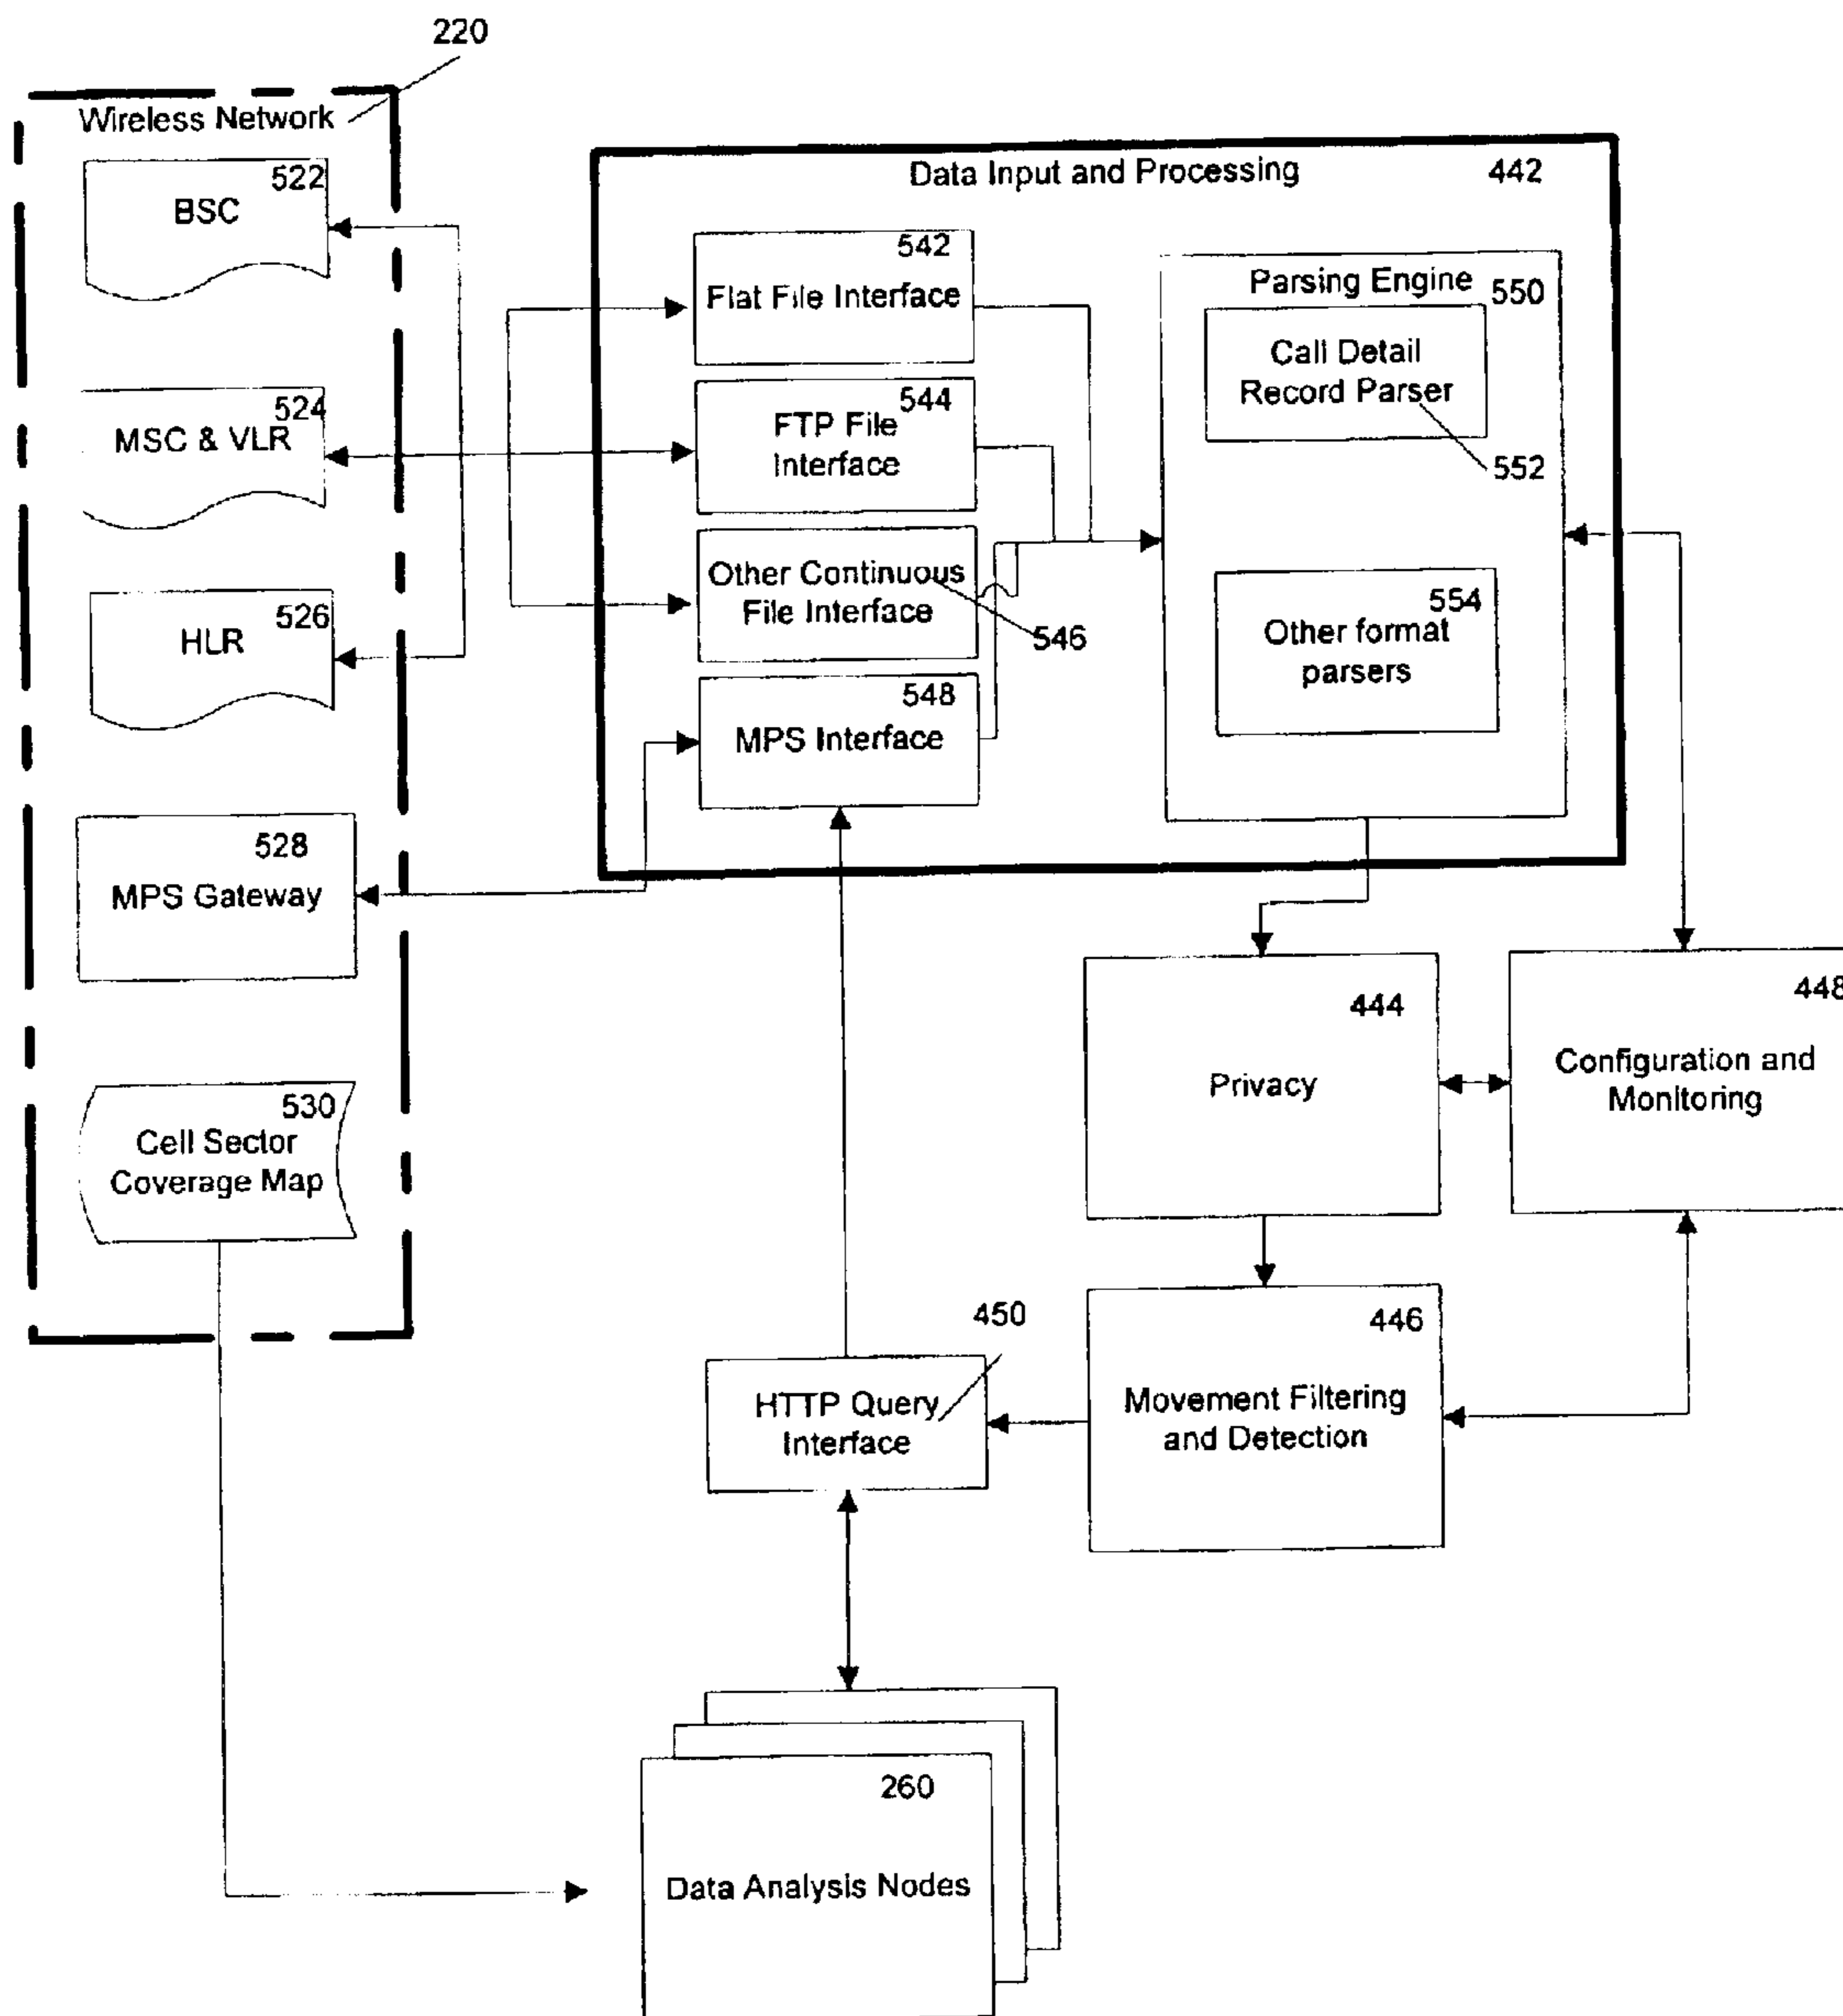 220
Wireless Network
522
BSC
524
MSC & VLR
526
HLR
528
MPS Gateway
530
Cell Sector
Coverage Map
Data Input and Processing
442
542
Flat File Interface
544
FTP File
Interface
Other Continuous
File Interface
546
548
MPS Interface
Parsing Engine
550
Call Detail
Record Parser
552
554
Other format
parsers
444
Privacy
448
Configuration and
Monitoring
446
Movement Filtering
and Detection
450
HTTP Query
Interface
260
Data Analysis Nodes